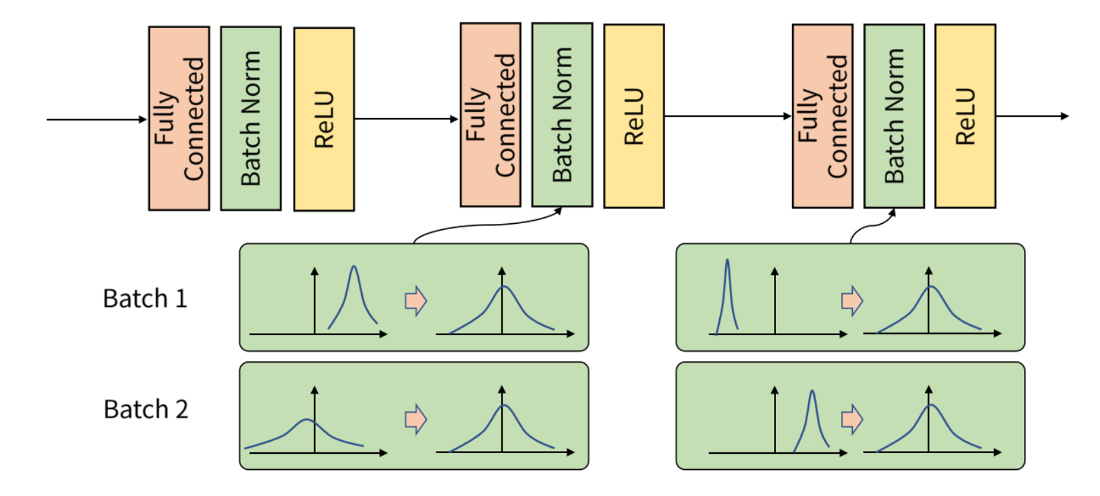 Fully
Connected
Batch Norm
ReLU
Fully
Connected
Batch Norm
ReLU
Fully
Connected
Batch Norm
ReLU
Batch 1
Batch 2